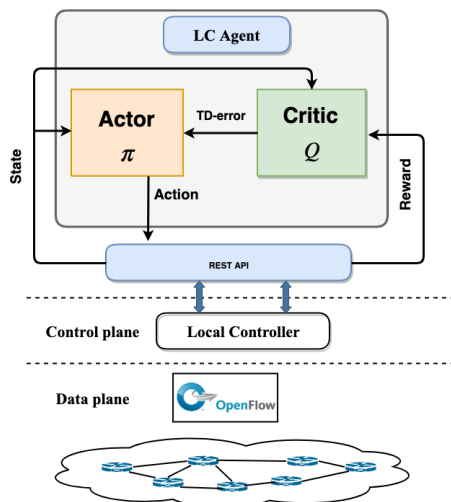 LC Agent
Actor
π
TD-error
Critic
Q
State
Action
Reward
REST API
Control plane
Local Controller
Data plane
OpenFlow